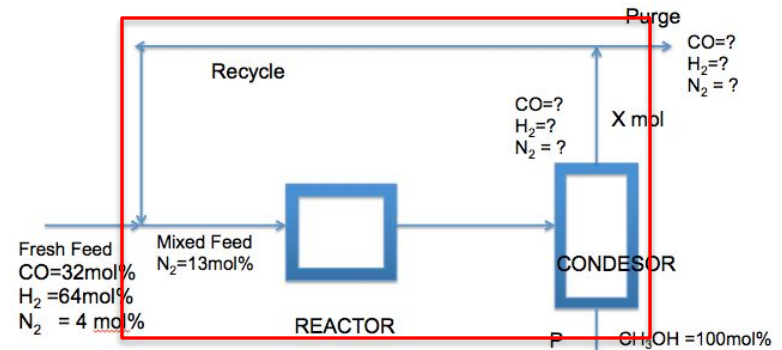 Purge
CO=?
H₂=?
N₂ = ?
Recycle
CO=?
H₂=?
N₂ = ?
X mol
Fresh Feed
CO=32mol%
H₂ =64mol%
N₂ = 4 mol%
Mixed Feed
N₂=13mol%
REACTOR
CONDESOR
P
CH₃OH =100mol%